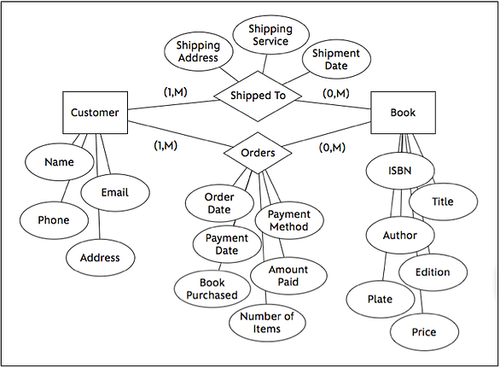 Shipping
Service
Shipping
Address
Shipment
Date
(1,M)
Shipped To
(0,M)
Customer
Book
(1,M)
Orders
(0,M)
Name
Email
Phone
Address
Order
Date
Payment
Method
Payment
Date
Book
Purchased
Amount
Paid
Number of
Items
ISBN
Title
Author
Edition
Plate
Price